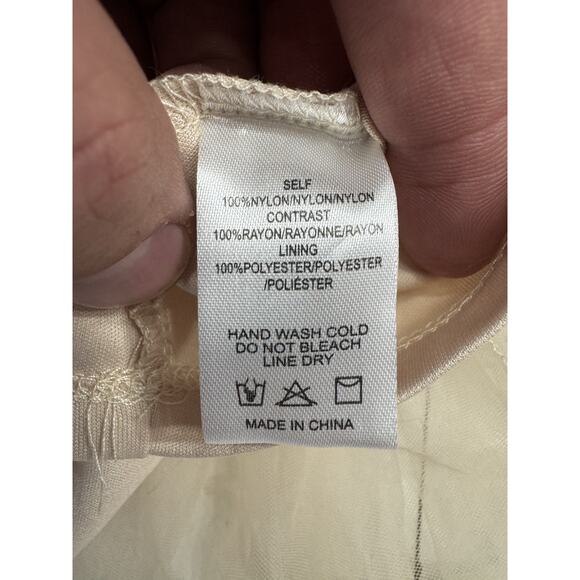 SELF
100%NYLON/NYLON/NYLON
CONTRAST
100%RAYON/RAYONNE/RAYON
LINING
100%POLYESTER/POLYESTER
/POLIÉSTER
HAND WASH COLD
DO NOT BLEACH
LINE DRY
MADE IN CHINA